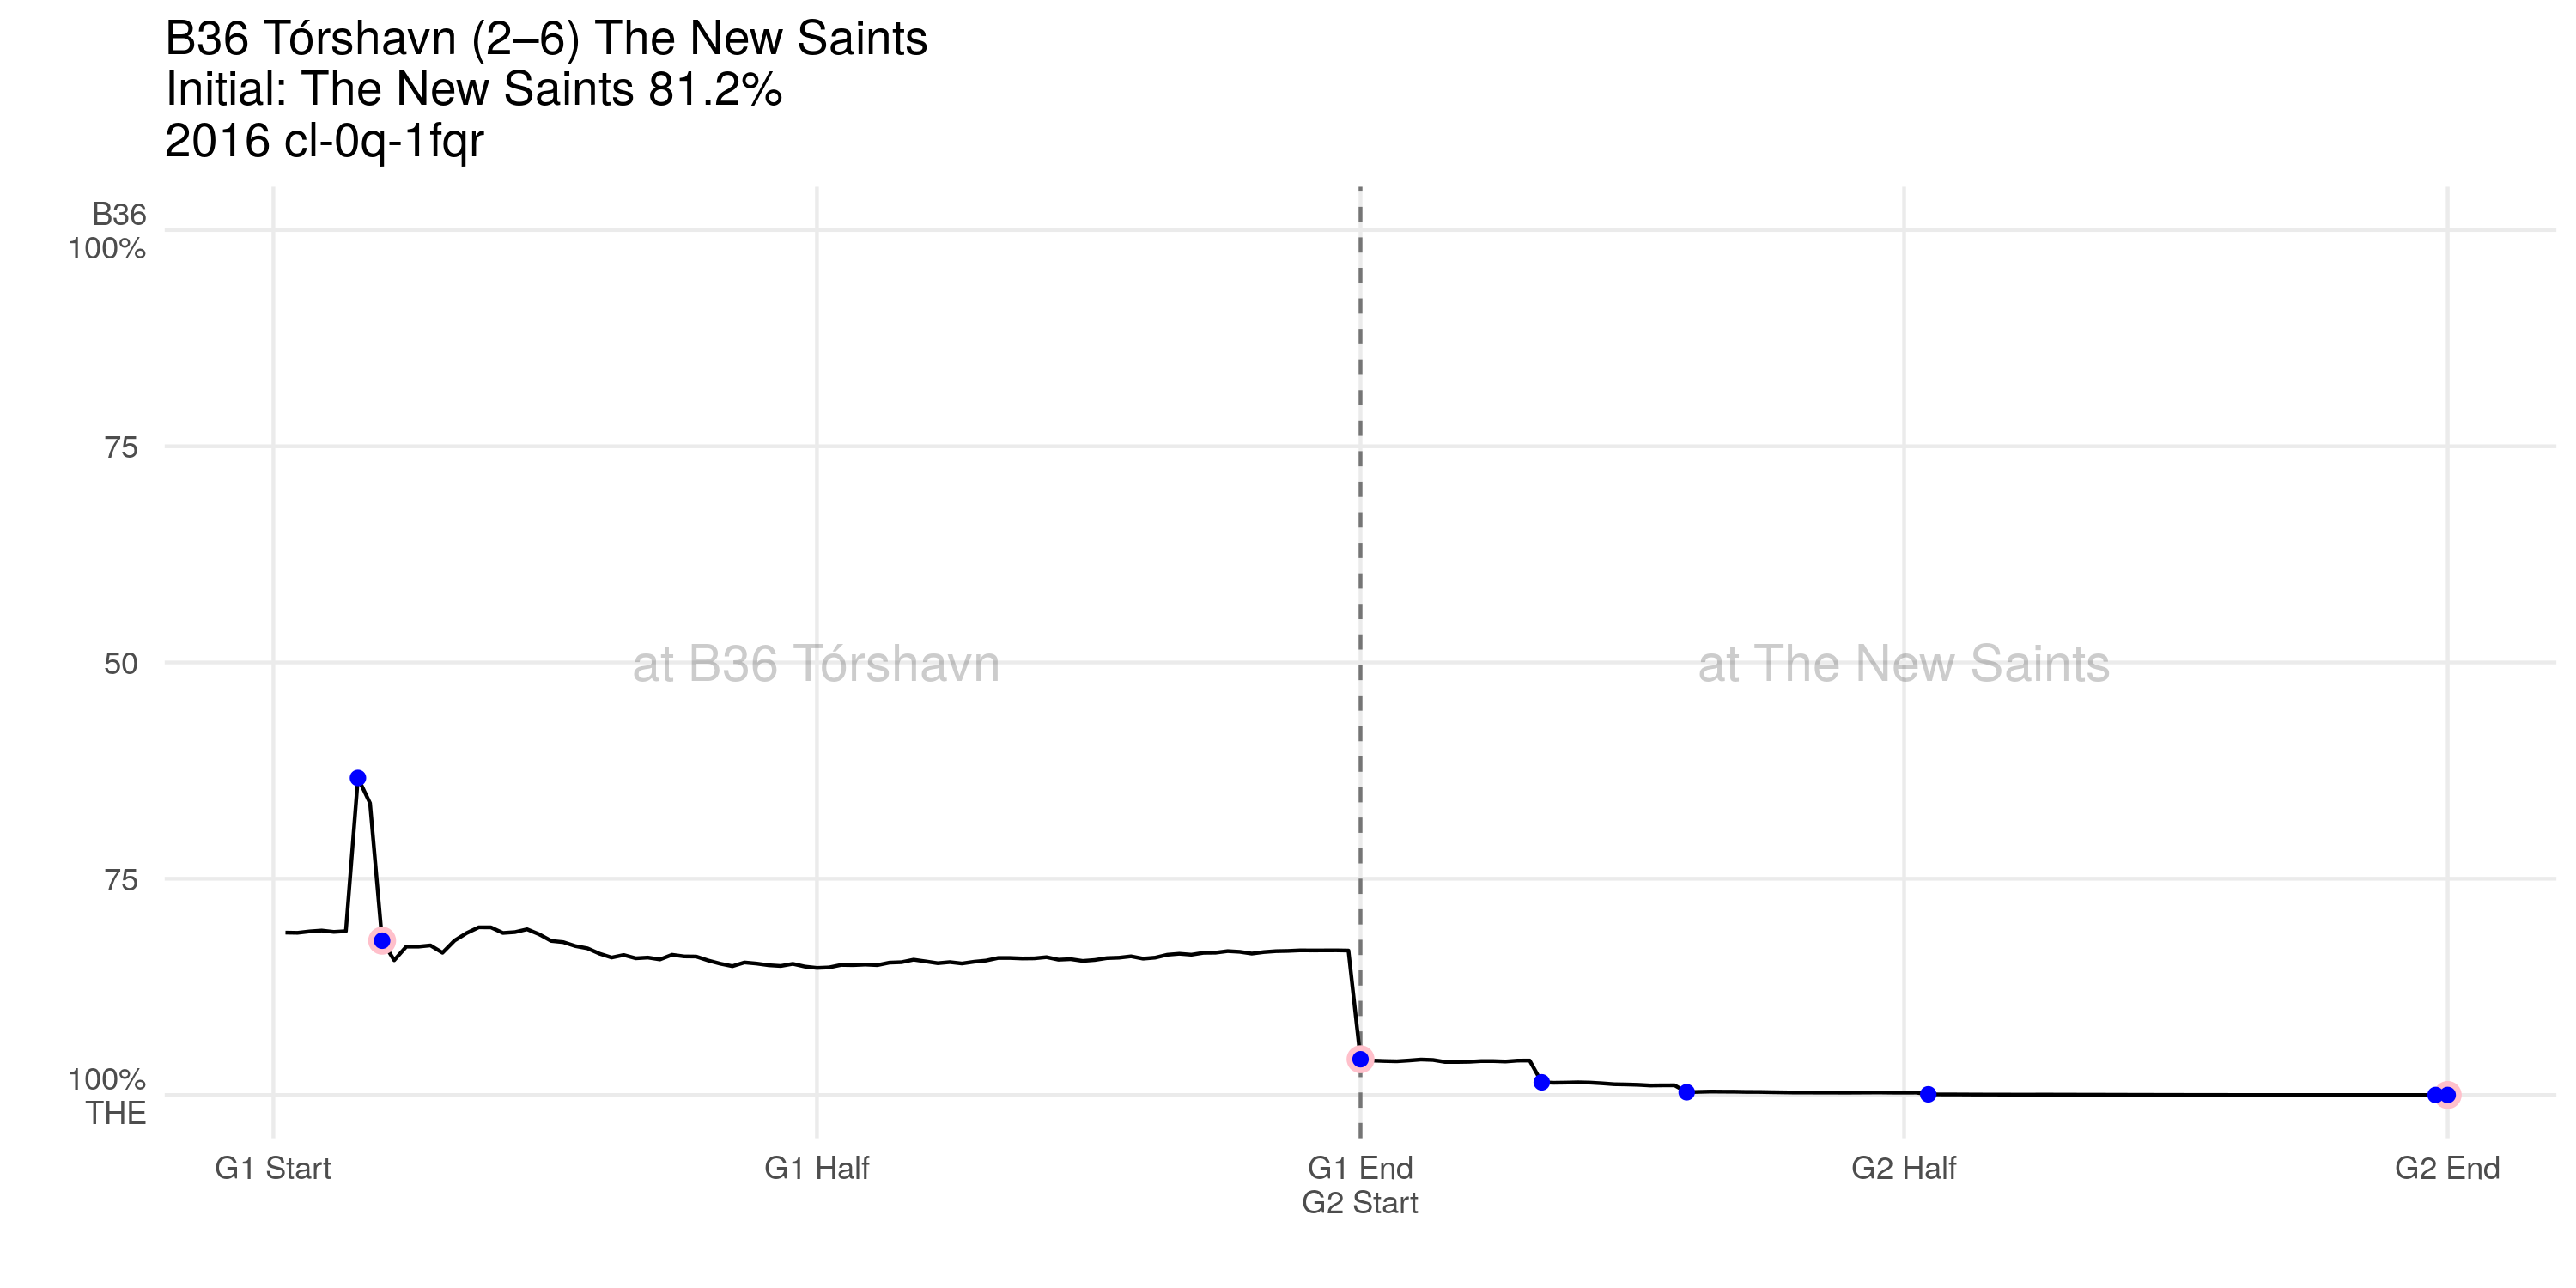 B36 Tórshavn (2–6) The New Saints
Initial: The New Saints 81.2%
2016 cl-0q-1fqr
B36
100%
75
50
75
100%
THE
at B36 Tórshavn
at The New Saints
G1 Start
G1 Half
G1 End
G2 Start
G2 Half
G2 End